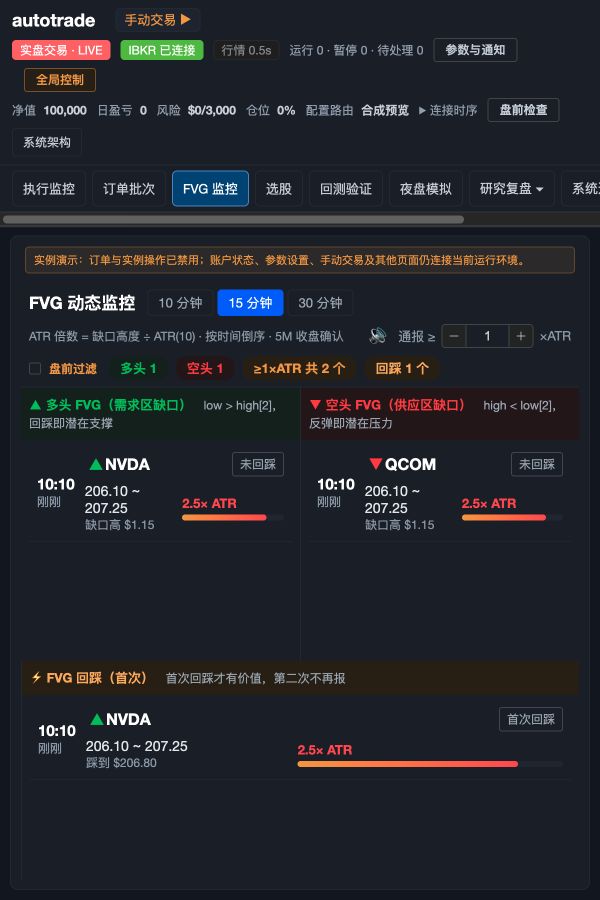 autotrade 手动交易 ▶
实盘交易 · LIVE IBKR 已连接 行情 0.5s 运行 0 · 暂停 0 · 待处理 0 参数与通知
全局控制
净值 100,000 日盈亏 0 风险 $0/3,000 仓位 0% 配置路由 合成预览 ▶ 连接时序 盘前检查
系统架构
执行监控 订单批次 FVG 监控 选股 回测验证 夜盘模拟 研究复盘 系统
实例演示：订单与实例操作已禁用；账户状态、参数设置、手动交易及其他页面仍连接当前运行环境。
FVG 动态监控 10 分钟 15 分钟 30 分钟
ATR 倍数 = 缺口高度 ÷ ATR(10) · 按时间倒序 · 5M 收盘确认 通报 ≥ − 1 + ×ATR
盘前过滤 多头 1 空头 1 ≥1×ATR 共 2 个 回踩 1 个
▲ 多头 FVG（需求区缺口） low > high[2]，
回踩即潜在支撑
▼ 空头 FVG（供应区缺口） high < low[2]，
反弹即潜在压力
▲NVDA 未回踩
10:10
刚刚
206.10 ~
207.25
缺口高 $1.15
2.5× ATR
▼QCOM 未回踩
10:10
刚刚
206.10 ~
207.25
缺口高 $1.15
2.5× ATR
⚡ FVG 回踩（首次） 首次回踩才有价值，第二次不再报
▲NVDA 首次回踩
10:10
刚刚
206.10 ~ 207.25
踩到 $206.80
2.5× ATR